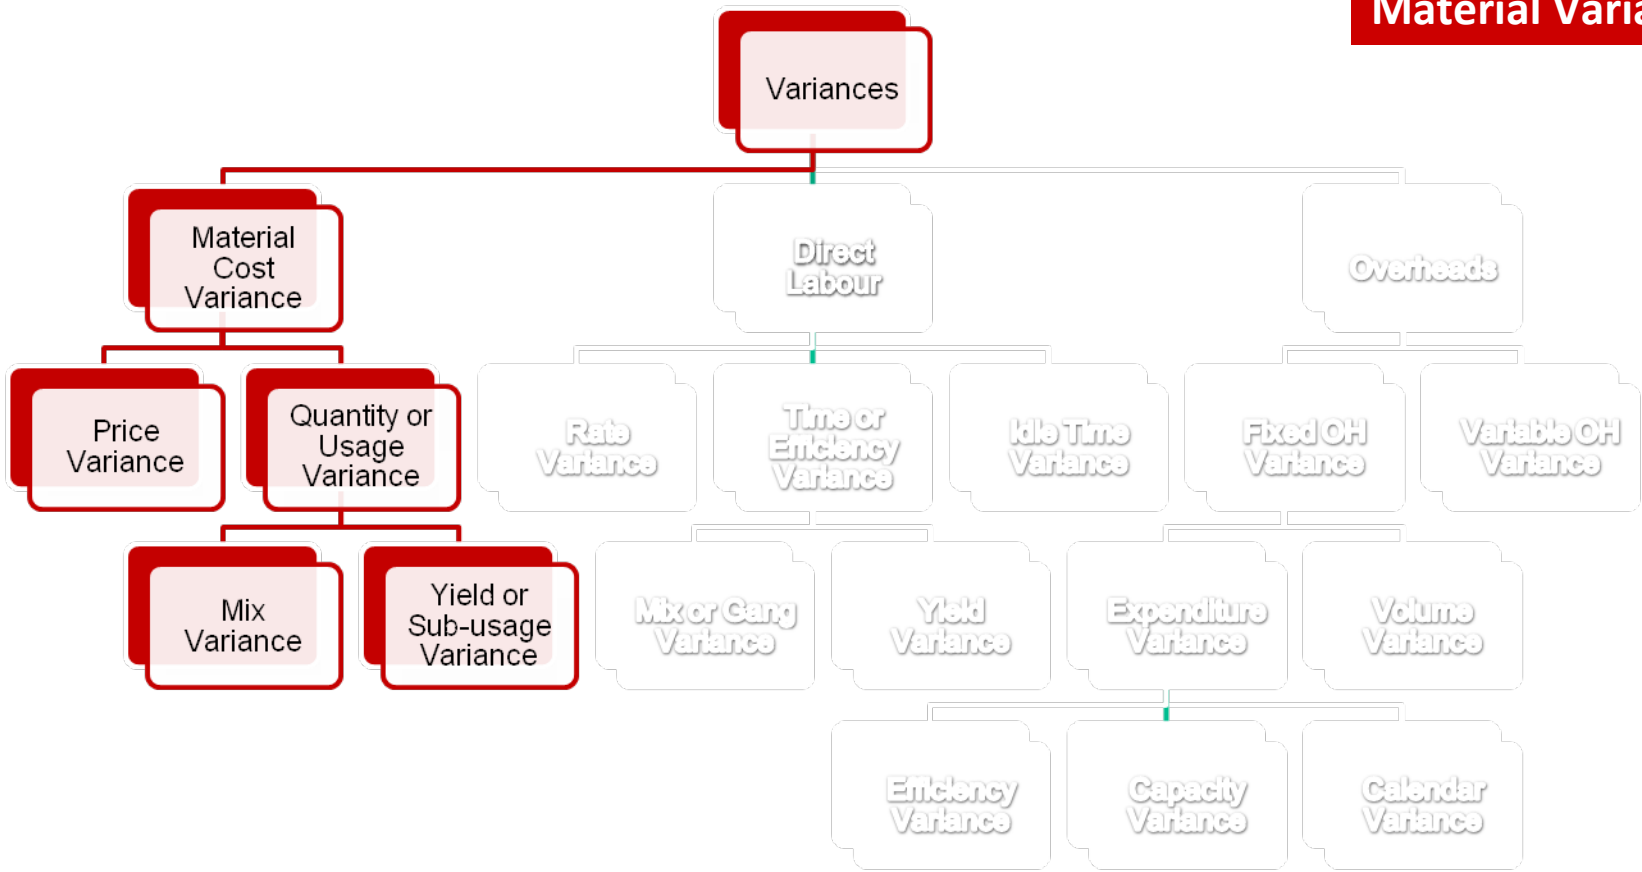 Material Varia
Variances
Material
Cost
Variance
Direct
Labour
Overheads
Price
Variance
Quantity or
Usage
Variance
Rate
Variance
Time or
Efficiency
Variance
Idle Time
Variance
Fixed OH
Variance
Variable OH
Variance
Mix
Variance
Yield or
Sub-usage
Variance
Mix or Gang
Variance
Yield
Variance
Expenditure
Variance
Volume
Variance
Efficiency
Variance
Capacity
Variance
Calendar
Variance